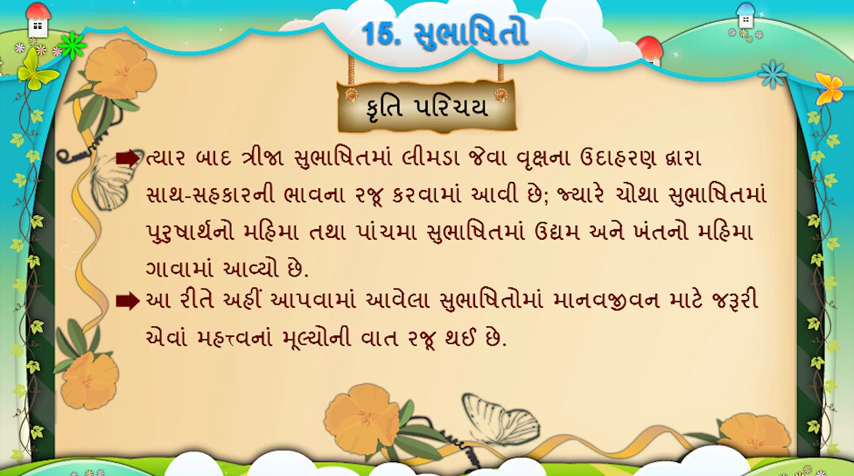 15. સુભાષિતો
કૃતિ પરિચય
ત્યાર બાદ ત્રીજા સુભાષિતમાં લીમડા જેવા વૃક્ષના ઉદાહરણ દ્વારા
સાથ-સહકારની ભાવના રજૂ કરવામાં આવી છે; જ્યારે ચોથા સુભાષિતમાં
પુરુષાર્થનો મહિમા તથા પાંચમા સુભાષિતમાં ઉદ્યમ અને ખંતનો મહિમા
ગાવામાં આવ્યો છે.
આ રીતે અહીં આપવામાં આવેલા સુભાષિતોમાં માનવજીવન માટે જરૂરી
એવાં મહત્ત્વનાં મૂલ્યોની વાત રજૂ થઈ છે.